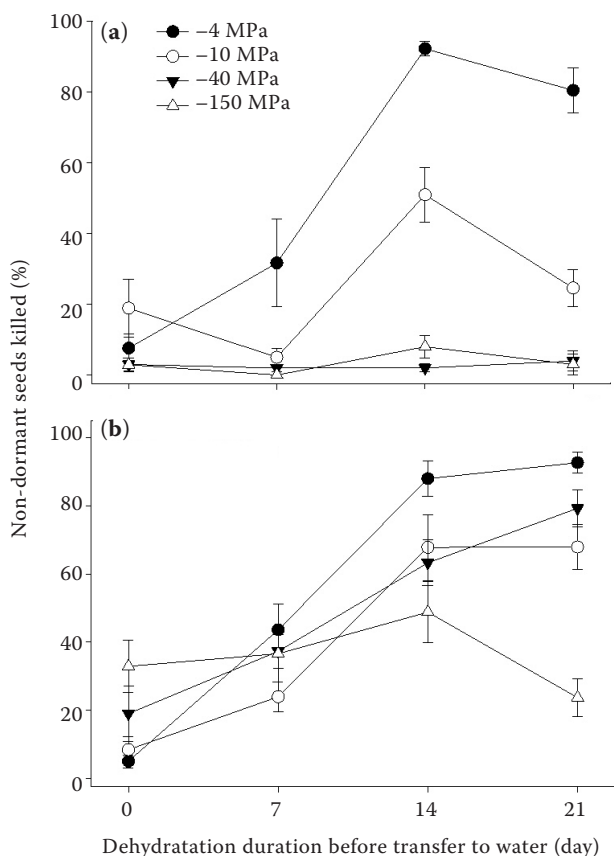 100
(a)
–4 MPa
–10 MPa
–40 MPa
–150 MPa
80
60
40
20
0
Non-dormant seeds killed (%)
100
(b)
80
60
40
20
0
0 7 14 21
Dehydratation duration before transfer to water (day)